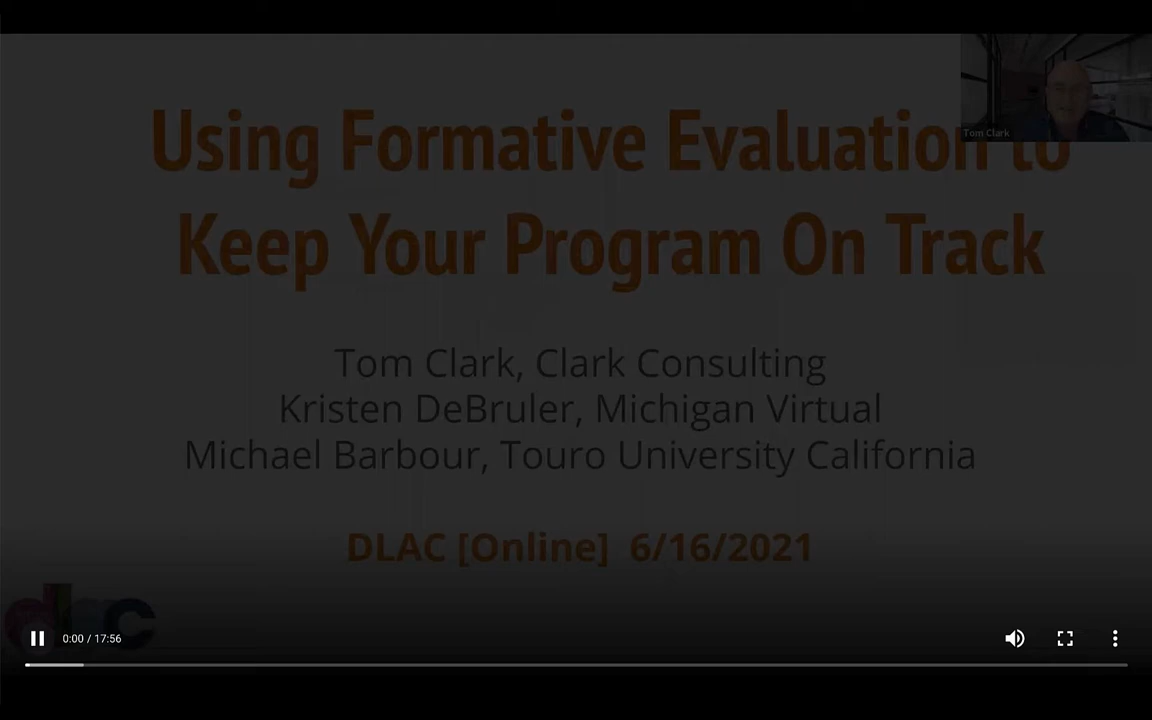 Using Formative Evaluation to
Tom Clark
Keep Your Program On Track
Tom Clark, Clark Consulting
Kristen DeBruler, Michigan Virtual
Michael Barbour, Touro University California
DLAC [Online] 6/16/2021
dlac
0:00 / 17:56